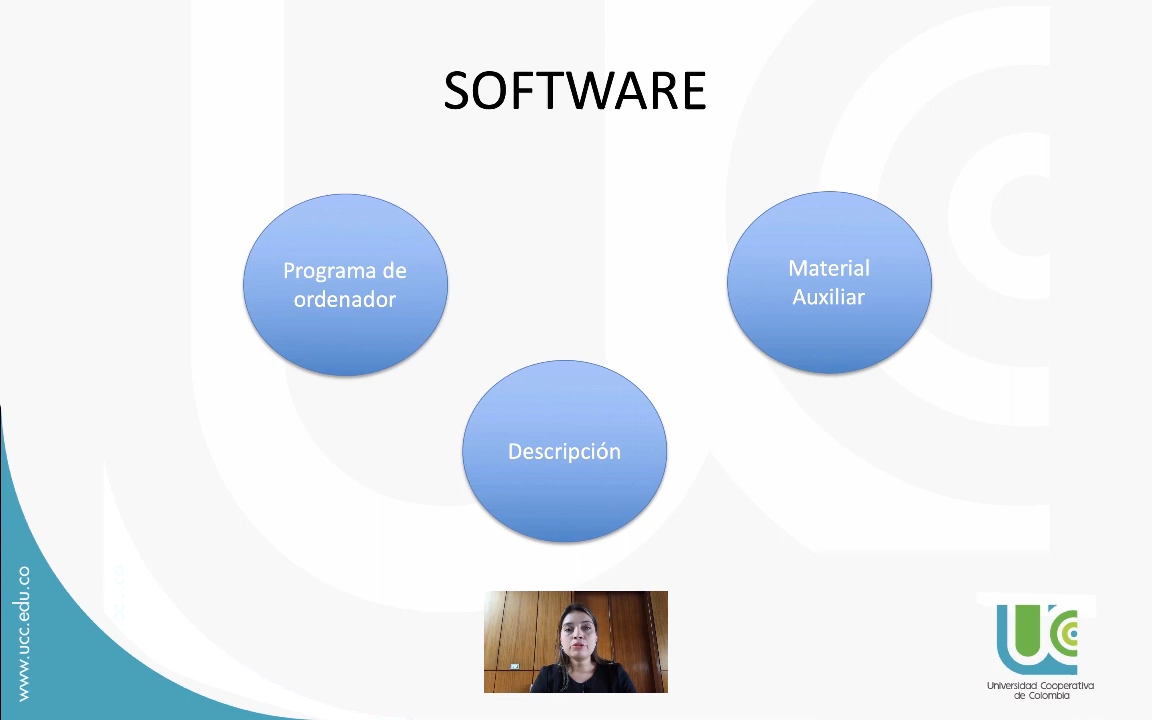 SOFTWARE
Programa de
ordenador
Material
Auxiliar
Descripción
www.ucc.edu.co
Universidad Cooperativa
de Colombia